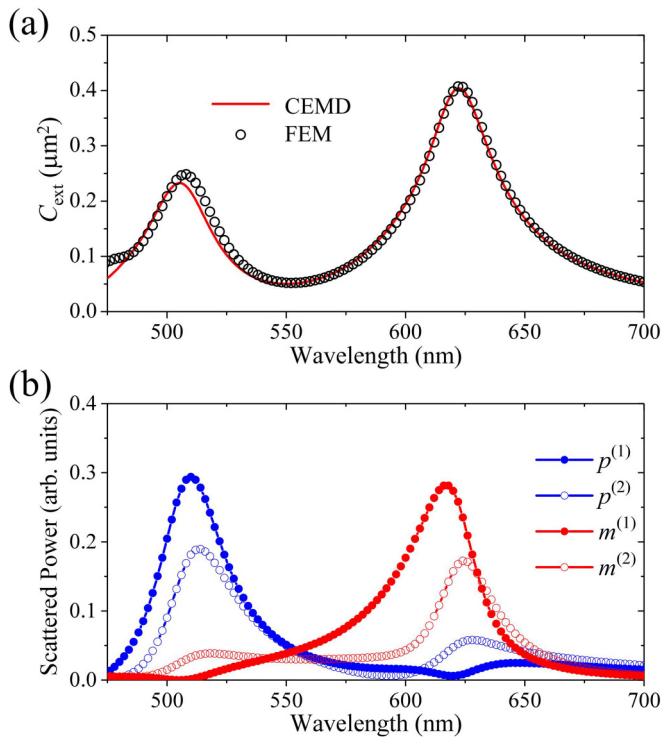 (a)
0.5
0.4
0.3
0.2
0.1
0.0
C_ext (μm²)
CEMD
FEM
500 550 600 650 700
Wavelength (nm)
(b)
0.4
0.3
0.2
0.1
0.0
Scattered Power (arb. units)
p⁽¹⁾
p⁽²⁾
m⁽¹⁾
m⁽²⁾
500 550 600 650 700
Wavelength (nm)